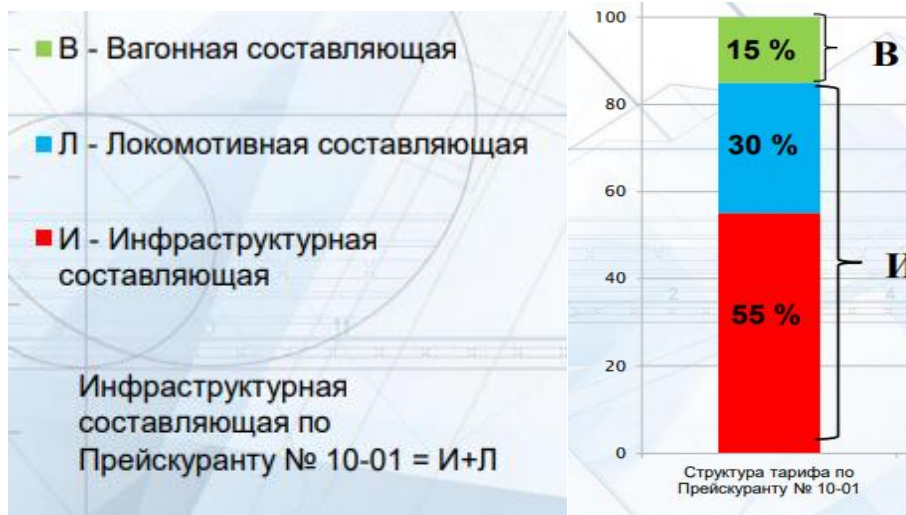 В - Вагонная составляющая
Л - Локомотивная составляющая
И - Инфраструктурная
составляющая
Инфраструктурная
составляющая по
Прейскуранту № 10-01 = И+Л
100
80
60
40
20
0
15 %
30 %
55 %
В
И
Структура тарифа по
Прейскуранту № 10-01